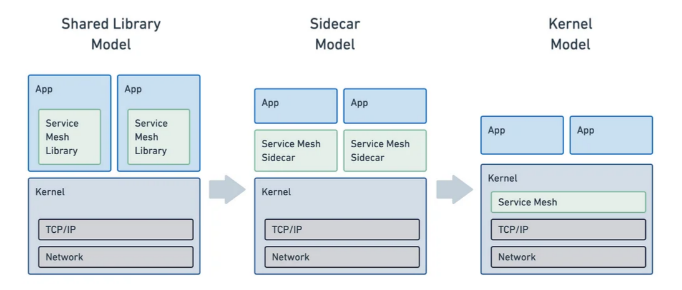 Shared Library
Model
App
Service
Mesh
Library
App
Service
Mesh
Library
Kernel
TCP/IP
Network
Sidecar
Model
App
App
Service Mesh
Sidecar
Service Mesh
Sidecar
Kernel
TCP/IP
Network
Kernel
Model
App
App
Kernel
Service Mesh
TCP/IP
Network